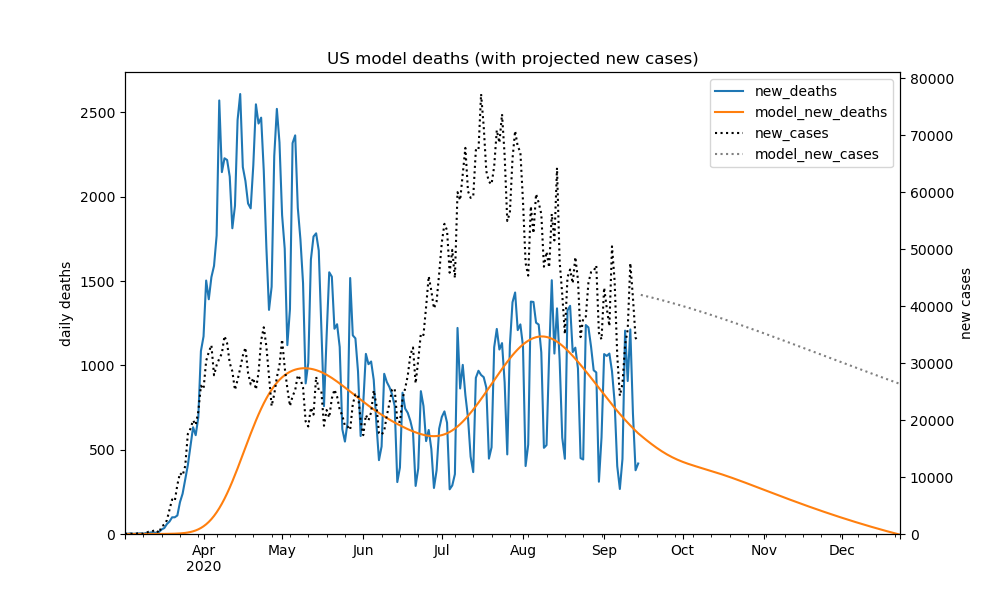 US model deaths (with projected new cases)
new_deaths
model_new_deaths
new_cases
model_new_cases
daily deaths
2500
2000
1500
1000
500
0
80000
70000
60000
50000
40000
30000
20000
10000
0
new cases
Apr
2020
May
Jun
Jul
Aug
Sep
Oct
Nov
Dec